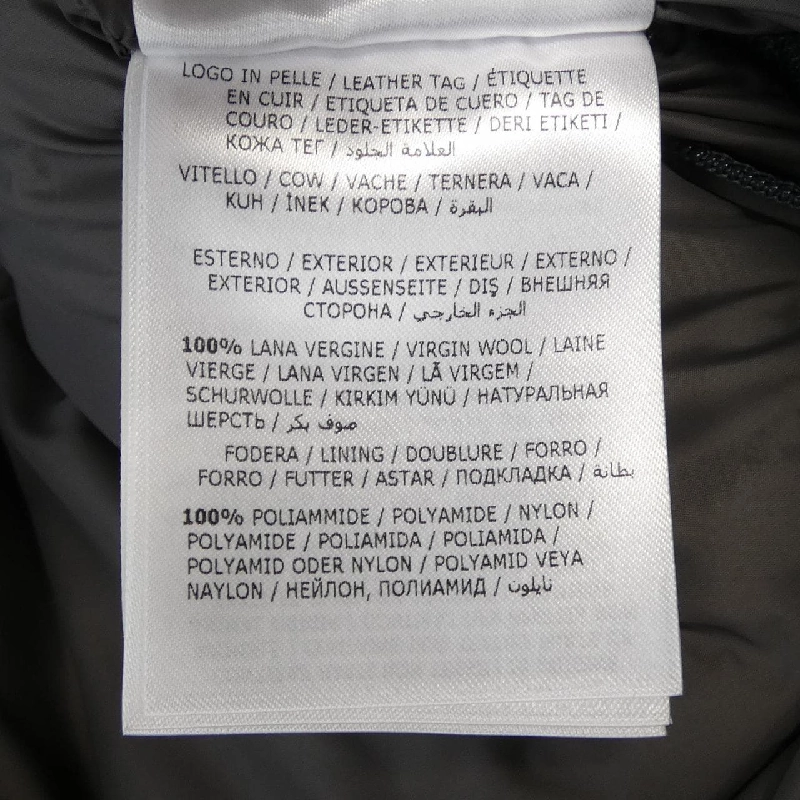 LOGO IN PELLE / LEATHER TAG / ÉTIQUETTE
EN CUIR / ETIQUETA DE CUERO / TAG DE
COURO / LEDER-ETIKETTE / DERI ETIKETI /
КОЖА ТЕГ / العلامة الجلود
VITELLO / COW / VACHE / TERNERA / VACA /
KUH / İNEK / КОРОВА / البقرة
ESTERNO / EXTERIOR / EXTERIEUR / EXTERNO /
EXTERIOR / AUSSENSEITE / DIŞ / ВНЕШНЯЯ
СТОРОНА / الجزء الخارجي
100% LANA VERGINE / VIRGIN WOOL / LAINE
VIERGE / LANA VIRGEN / LÃ VIRGEM /
SCHURWOLLE / KIRKIM YÜNÜ / НАТУРАЛЬНАЯ
ШЕРСТЬ / صوف بكر
FODERA / LINING / DOUBLURE / FORRO /
FORRO / FUTTER / ASTAR / ПОДКЛАДКА / بطانة
100% POLIAMMIDE / POLYAMIDE / NYLON /
POLYAMIDE / POLIAMIDA / POLIAMIDA /
POLYAMID ODER NYLON / POLYAMID VEYA
NAYLON / НЕЙЛОН, ПОЛИАМИД / نايلون